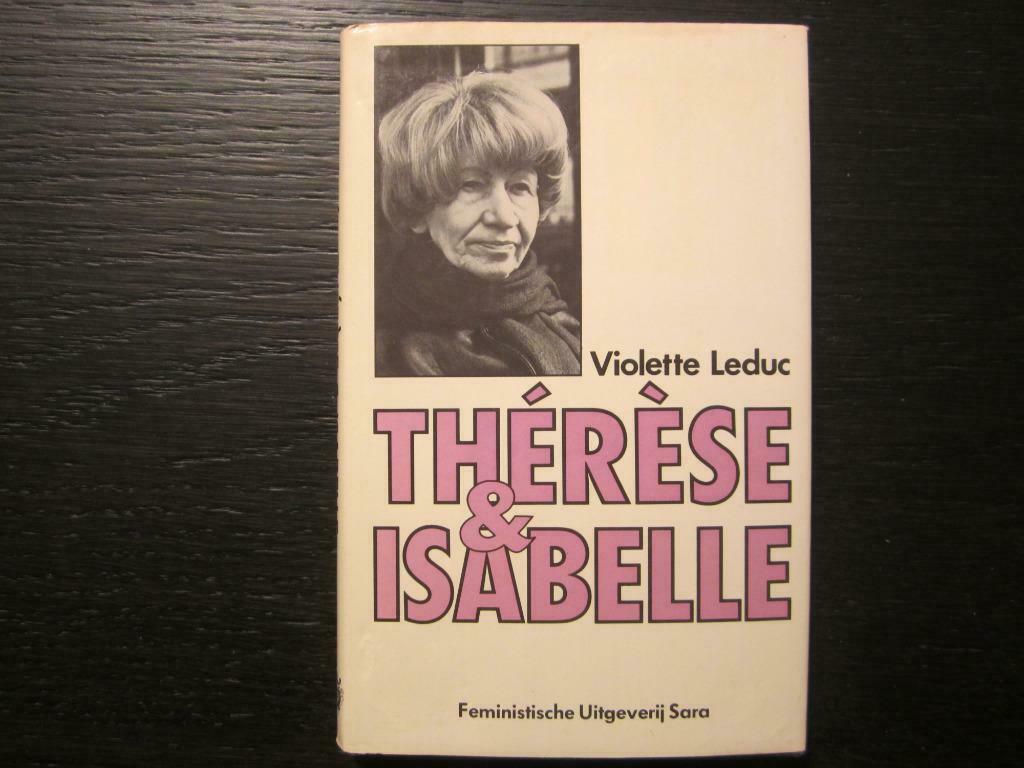 Violette Leduc
THÉRÈSE
&
ISABELLE
Feministische Uitgeverij Sara